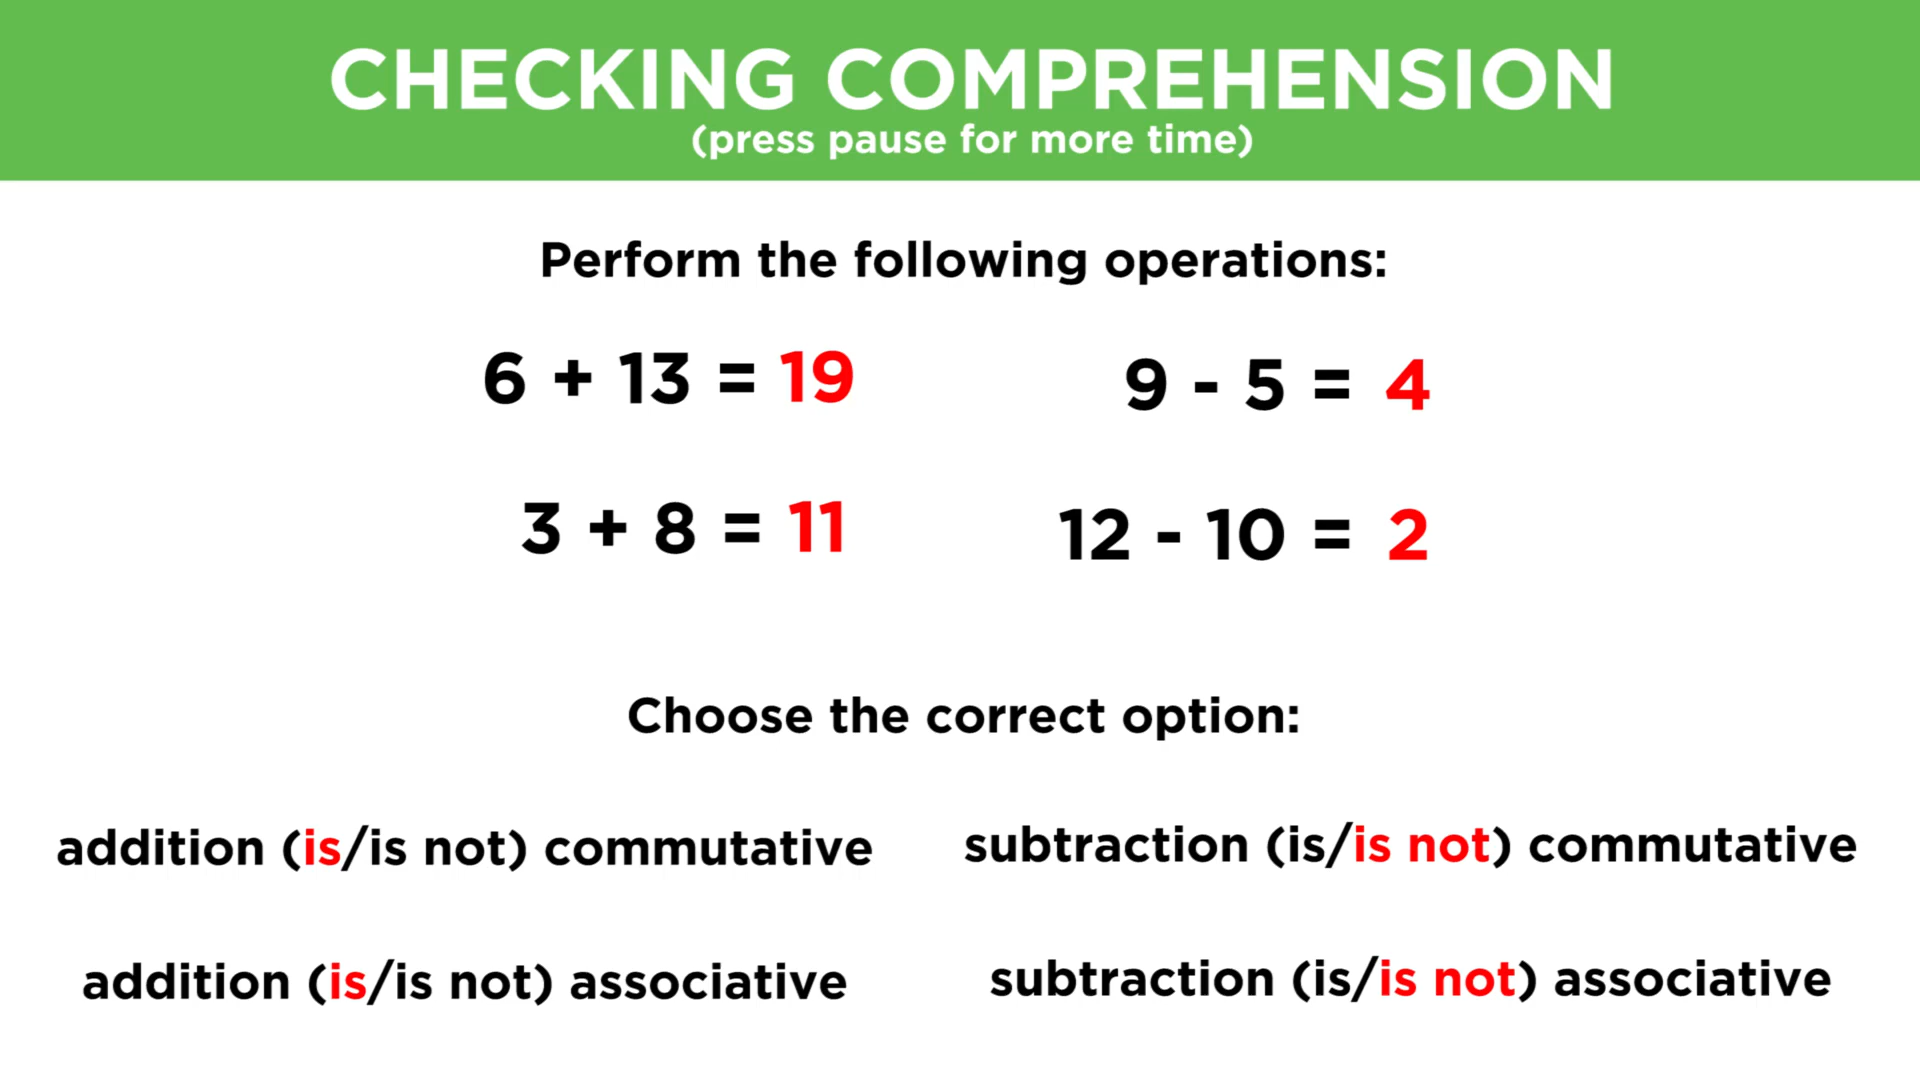 CHECKING COMPREHENSION
(press pause for more time)
Perform the following operations:
6 + 13 = 19
9 - 5 = 4
3 + 8 = 11
12 - 10 = 2
Choose the correct option:
addition (is/is not) commutative
subtraction (is/is not) commutative
addition (is/is not) associative
subtraction (is/is not) associative